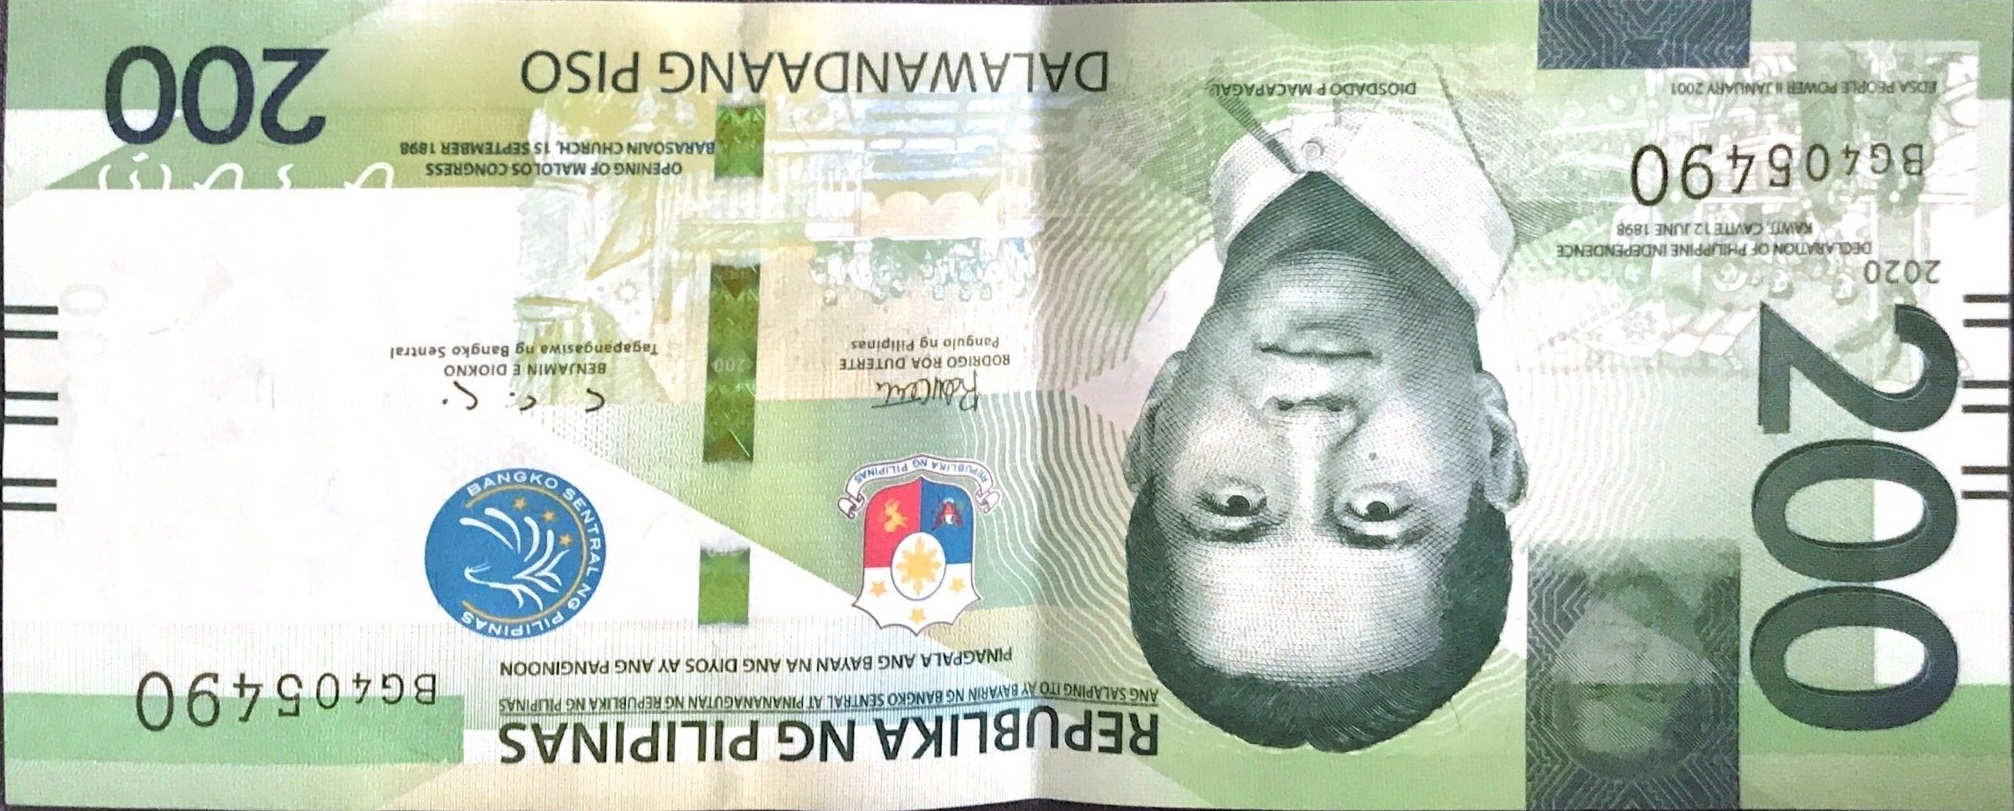 REPUBLIKA NG PILIPINAS
ANG SALAPING ITO AY BAYARIN NG BANGKO SENTRAL AT PINANANAGUTAN NG REPUBLIKA NG PILIPINAS
PINAGPALA ANG BAYAN NA ANG DIYOS AY ANG PANGINOON
BG405490
200
REPUBLIKA NG PILIPINAS
BANGKO SENTRAL NG PILIPINAS
RODRIGO ROA DUTERTE
Pangulo ng Pilipinas
BENJAMIN E DIOKNO
Tagapangasiwa ng Bangko Sentral
200
2020
DECLARATION OF PHILIPPINE INDEPENDENCE
KAWIT, CAVITE 12 JUNE 1898
BG405490
EDSA PEOPLE POWER II JANUARY 2001
DIOSDADO P MACAPAGAL
OPENING OF MALOLOS CONGRESS
BARASOAIN CHURCH, 15 SEPTEMBER 1898
DALAWANDAANG PISO
200